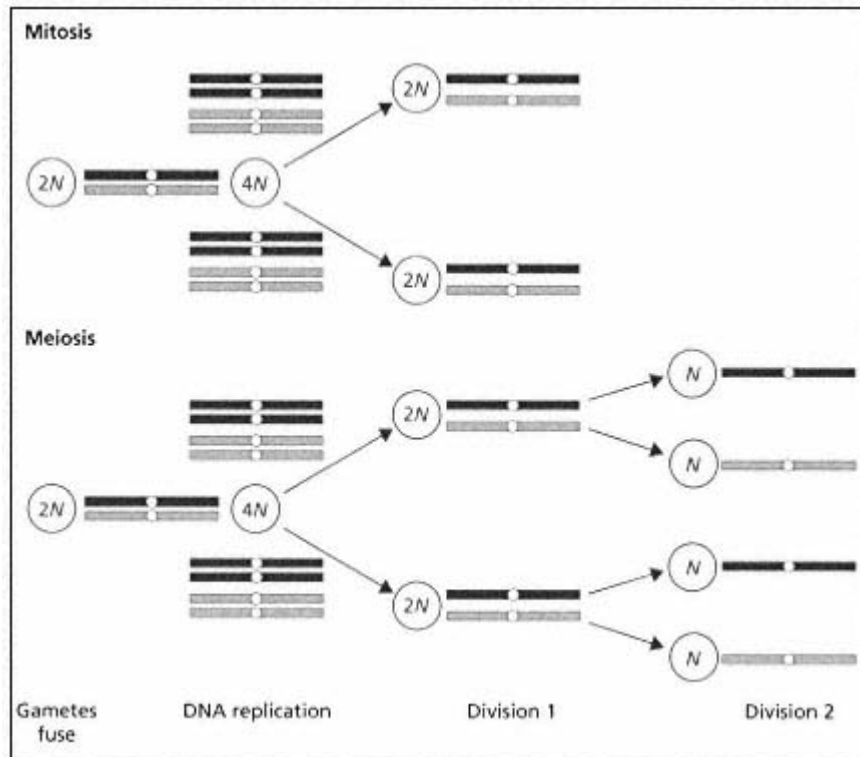 Mitosis
2N
2N
4N
2N
Meiosis
N
2N
N
2N
4N
N
2N
N
Gametes
fuse
DNA replication
Division 1
Division 2